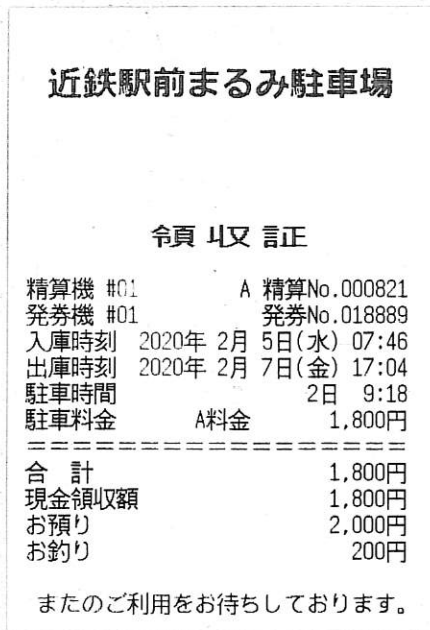 近鉄駅前まるみ駐車場
領収証
精算機 #01 A 精算No.000821
発券機 #01 発券No.018889
入庫時刻 2020年 2月 5日(水) 07:46
出庫時刻 2020年 2月 7日(金) 17:04
駐車時間 2日 9:18
駐車料金 A料金 1,800円
==================
合 計 1,800円
現金領収額 1,800円
お預り 2,000円
お釣り 200円
またのご利用をお待ちしております。